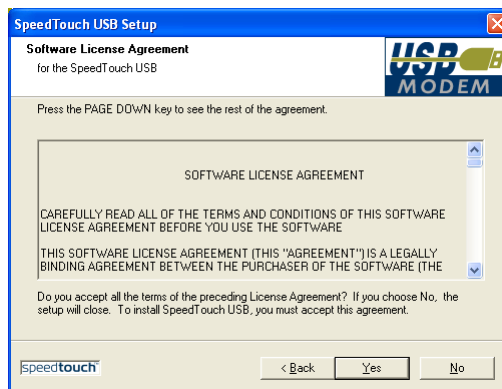 SpeedTouch USB Setup
Software License Agreement
for the SpeedTouch USB
USB
MODEM
Press the PAGE DOWN key to see the rest of the agreement.
SOFTWARE LICENSE AGREEMENT
CAREFULLY READ ALL OF THE TERMS AND CONDITIONS OF THIS SOFTWARE
LICENSE AGREEMENT BEFORE YOU USE THE SOFTWARE
THIS SOFTWARE LICENSE AGREEMENT (THIS "AGREEMENT") IS A LEGALLY
BINDING AGREEMENT BETWEEN THE PURCHASER OF THE SOFTWARE (THE
Do you accept all the terms of the preceding License Agreement? If you choose No, the
setup will close. To install SpeedTouch USB, you must accept this agreement.
speedtouch™
< Back Yes No